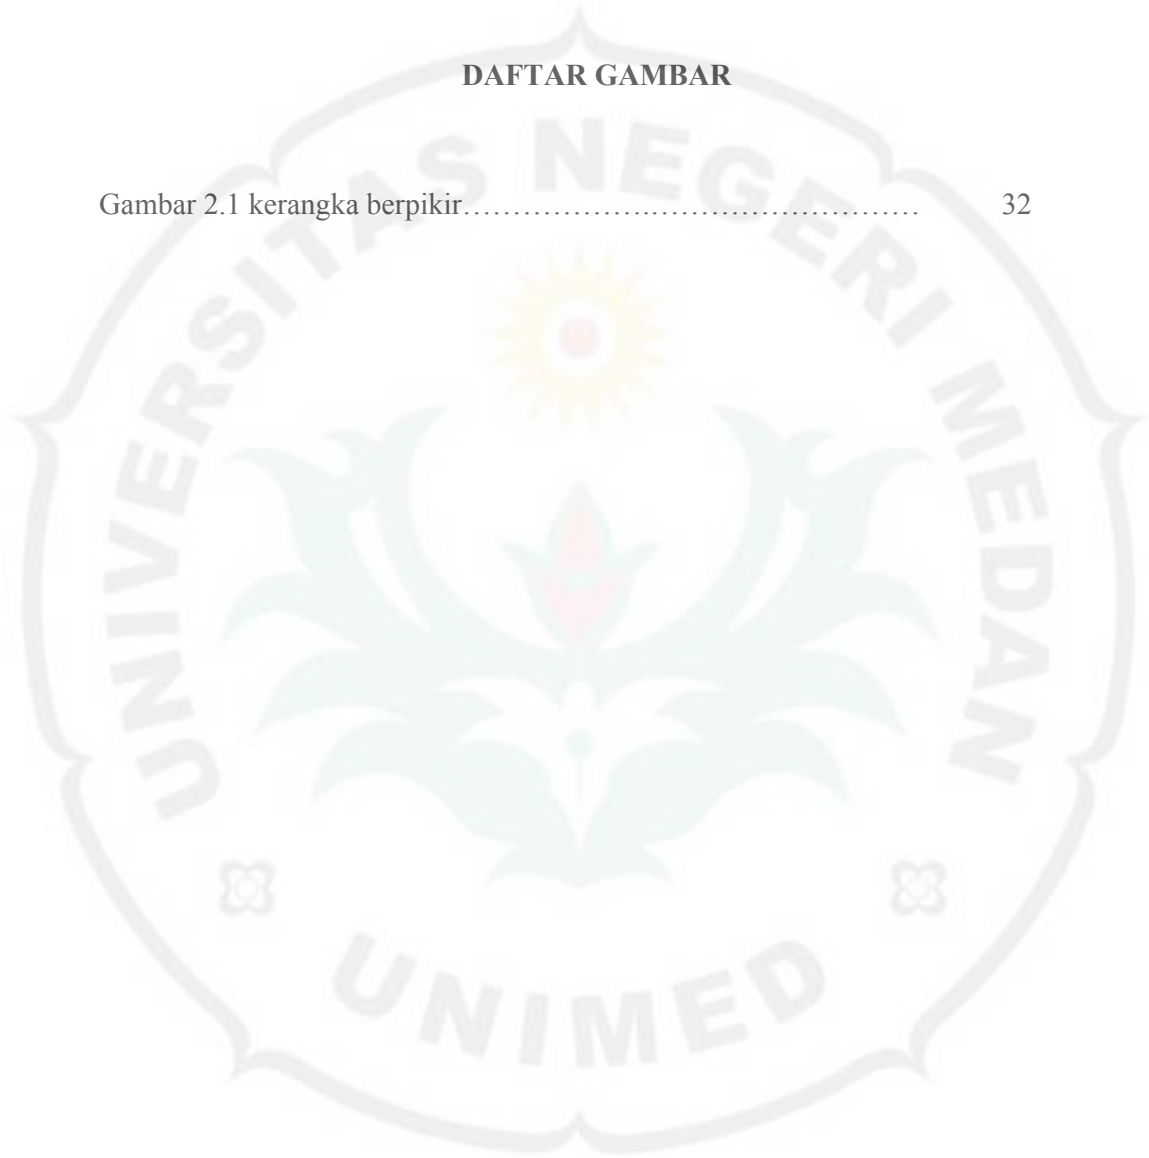 DAFTAR GAMBAR
Gambar 2.1 kerangka berpikir………………..……………………… 32
UNIVERSITAS NEGERI MEDAN
UNIMED